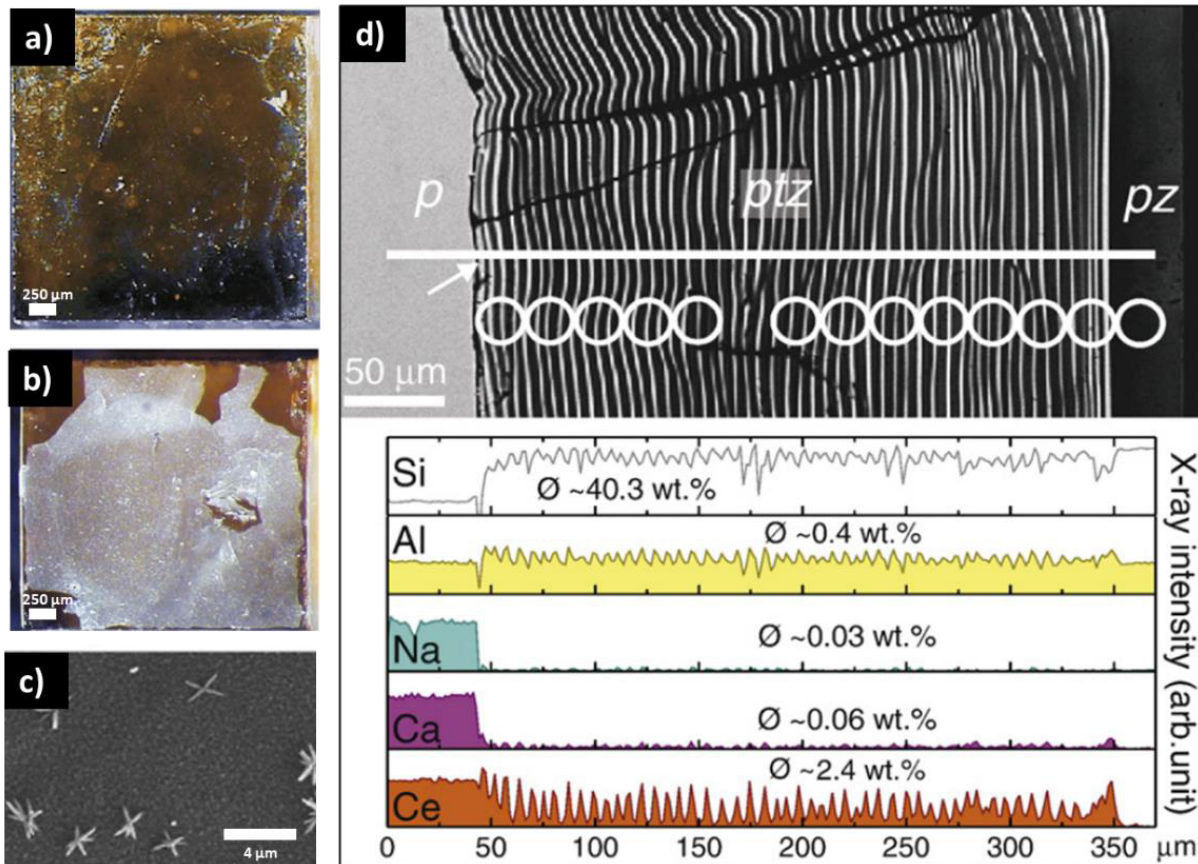 a)
250 µm
b)
250 µm
c)
4 µm
d)
p
ptz
pz
50 µm
Si
Ø ~40.3 wt.%
Al
Ø ~0.4 wt.%
Na
Ø ~0.03 wt.%
Ca
Ø ~0.06 wt.%
Ce
Ø ~2.4 wt.%
X-ray intensity (arb.unit)
0 50 100 150 200 250 300 350 µm